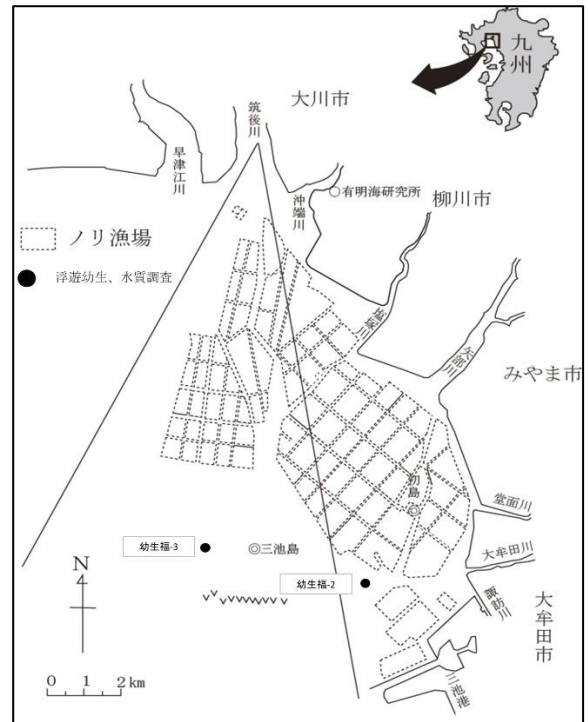 九州
大川市
筑後川
早津江川
沖端川
有明海研究所
柳川市
ノリ漁場
浮遊幼生、水質調査
塩塚川
矢部川
みやま市
初島
堂面川
大牟田川
幼生福-3
三池島
幼生福-2
諏訪川
大牟田市
三池港
N
0 1 2 km